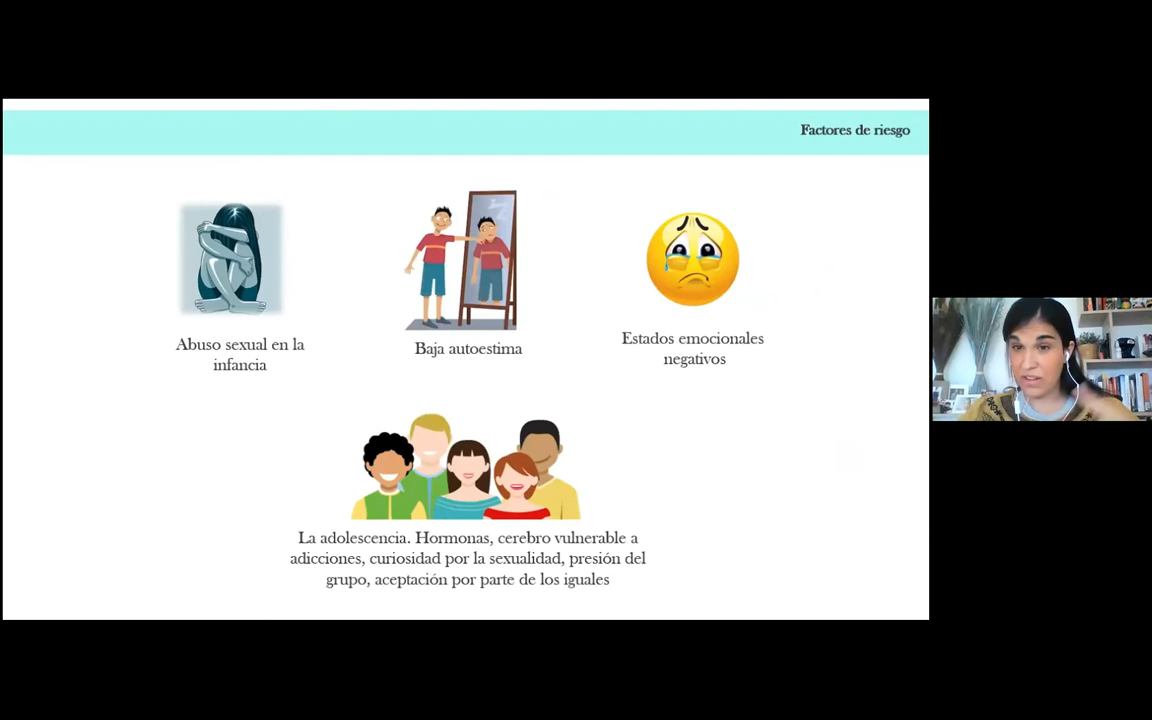 Factores de riesgo
Abuso sexual en la
infancia
Baja autoestima
Estados emocionales
negativos
La adolescencia. Hormonas, cerebro vulnerable a
adicciones, curiosidad por la sexualidad, presión del
grupo, aceptación por parte de los iguales